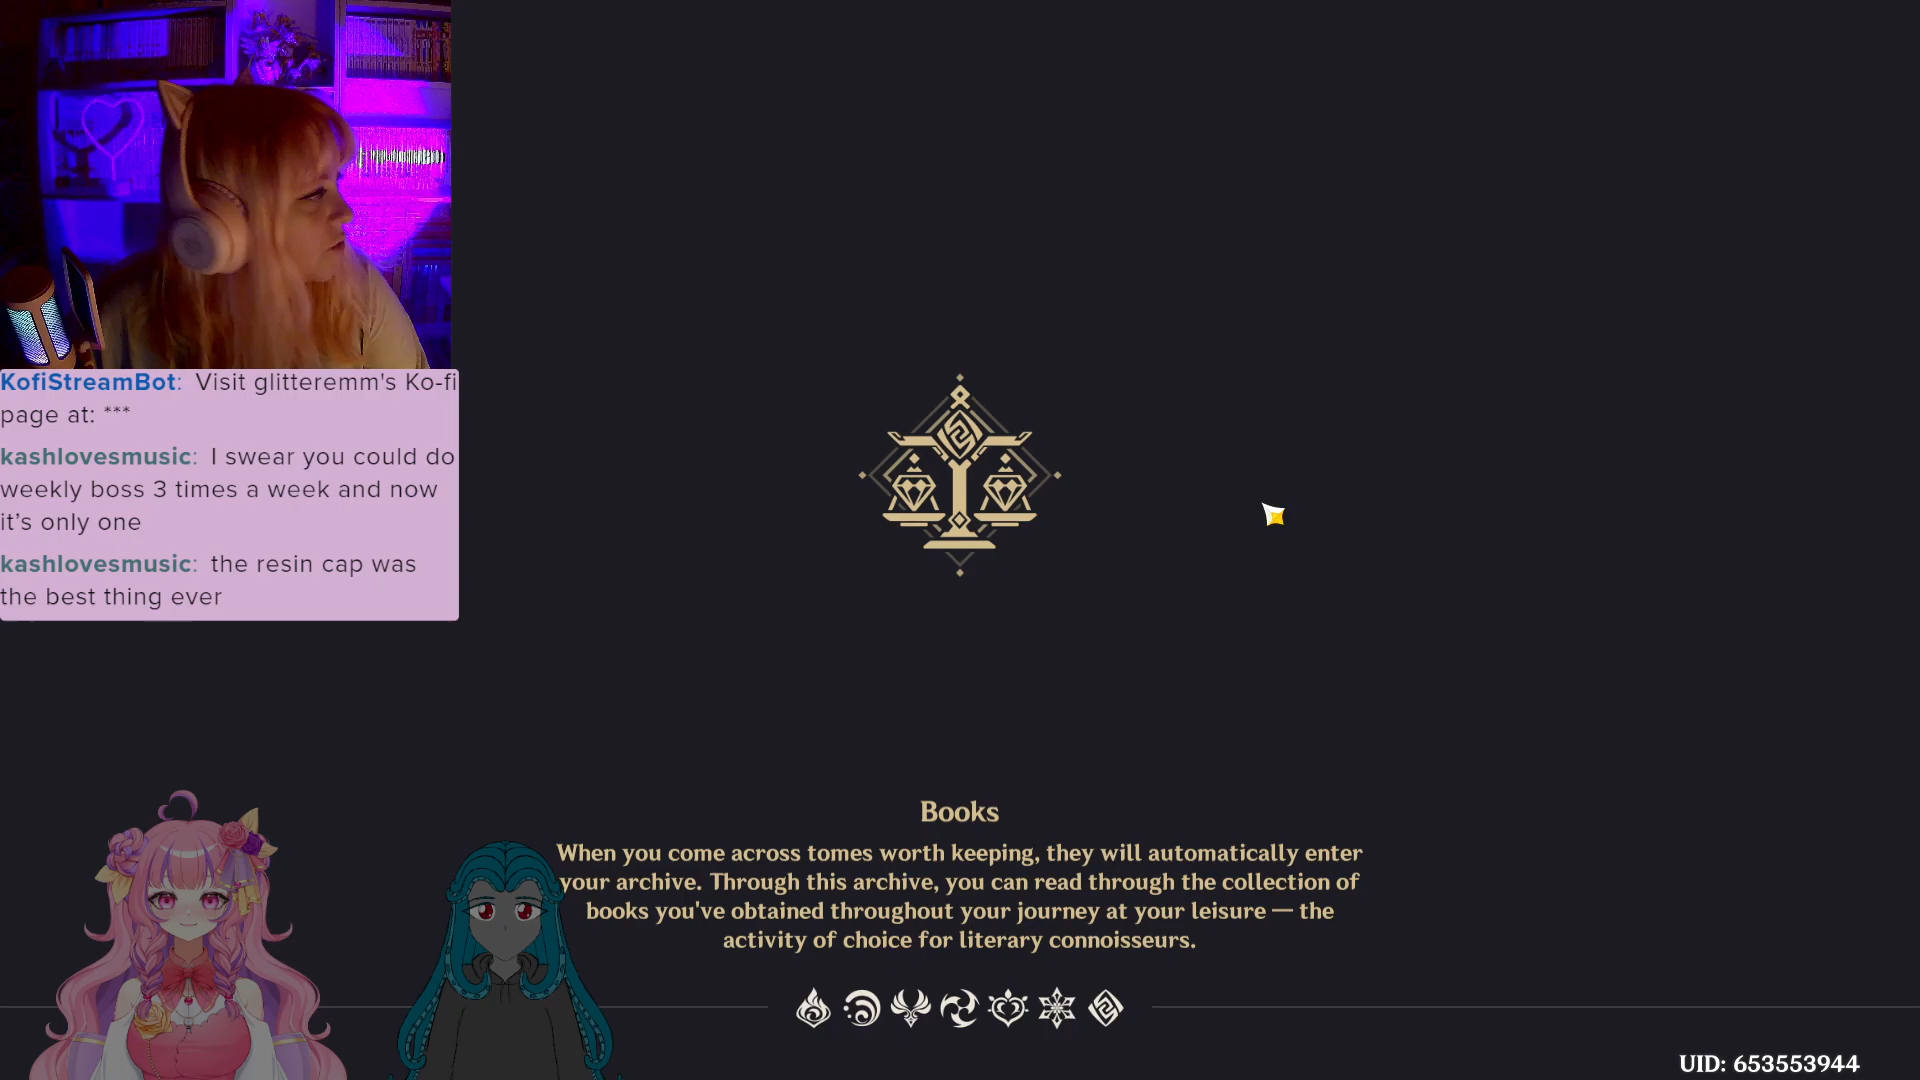 KofiStreamBot: Visit glitteremm's Ko-fi
page at: ***
kashlovesmusic: I swear you could do
weekly boss 3 times a week and now
it’s only one
kashlovesmusic: the resin cap was
the best thing ever
Books
When you come across tomes worth keeping, they will automatically enter
your archive. Through this archive, you can read through the collection of
books you've obtained throughout your journey at your leisure — the
activity of choice for literary connoisseurs.
UID: 653553944